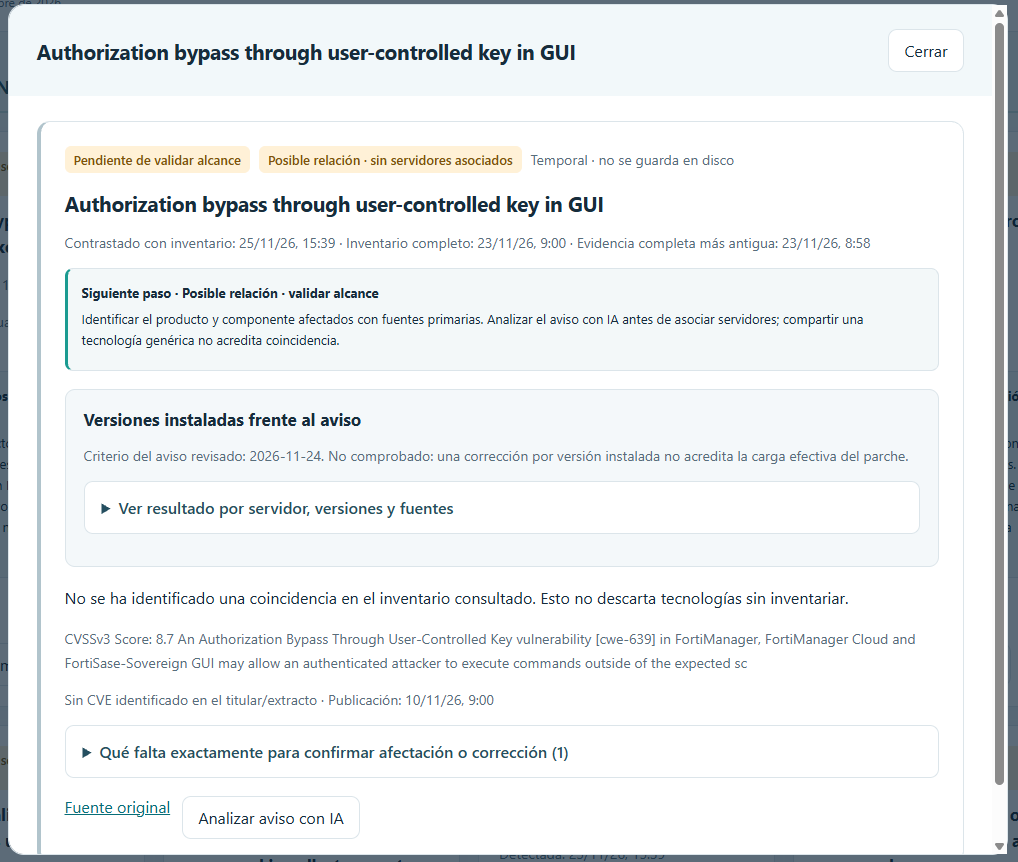 bre de 2026
Authorization bypass through user-controlled key in GUI
Cerrar
Pendiente de validar alcance
Posible relación · sin servidores asociados
Temporal · no se guarda en disco
Authorization bypass through user-controlled key in GUI
Contrastado con inventario: 25/11/26, 15:39 · Inventario completo: 23/11/26, 9:00 · Evidencia completa más antigua: 23/11/26, 8:58
Siguiente paso · Posible relación · validar alcance
Identificar el producto y componente afectados con fuentes primarias. Analizar el aviso con IA antes de asociar servidores; compartir una
tecnología genérica no acredita coincidencia.
Versiones instaladas frente al aviso
Criterio del aviso revisado: 2026-11-24. No comprobado: una corrección por versión instalada no acredita la carga efectiva del parche.
▶ Ver resultado por servidor, versiones y fuentes
No se ha identificado una coincidencia en el inventario consultado. Esto no descarta tecnologías sin inventariar.
CVSSv3 Score: 8.7 An Authorization Bypass Through User-Controlled Key vulnerability [cwe-639] in FortiManager, FortiManager Cloud and
FortiSase-Sovereign GUI may allow an authenticated attacker to execute commands outside of the expected sc
Sin CVE identificado en el titular/extracto · Publicación: 10/11/26, 9:00
▶ Qué falta exactamente para confirmar afectación o corrección (1)
Fuente original
Analizar aviso con IA